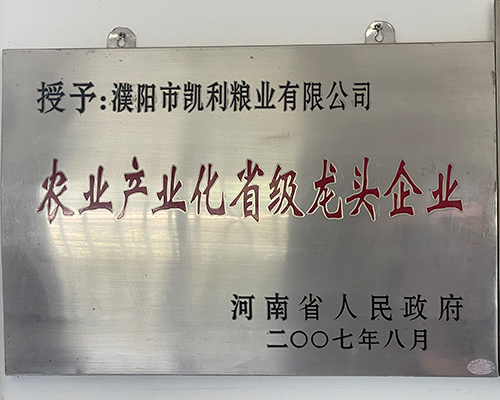 授予:濮阳市凯利粮业有限公司
农业产业化省级龙头企业
河南省人民政府
二〇〇七年八月